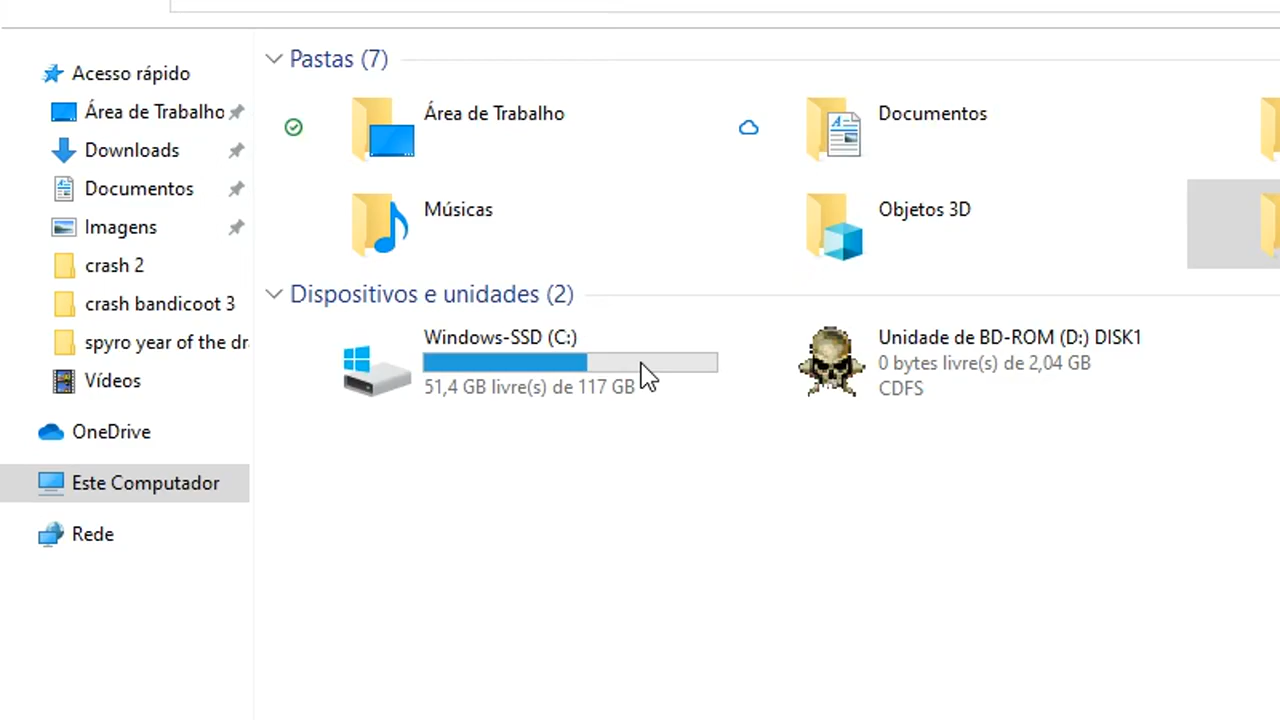 Acesso rápido
Área de Trabalho
Downloads
Documentos
Imagens
crash 2
crash bandicoot 3
spyro year of the dr
Vídeos
OneDrive
Este Computador
Rede
Pastas (7)
Área de Trabalho
Documentos
Músicas
Objetos 3D
Dispositivos e unidades (2)
Windows-SSD (C:)
51,4 GB livre(s) de 117 GB
Unidade de BD-ROM (D:) DISK1
0 bytes livre(s) de 2,04 GB
CDFS